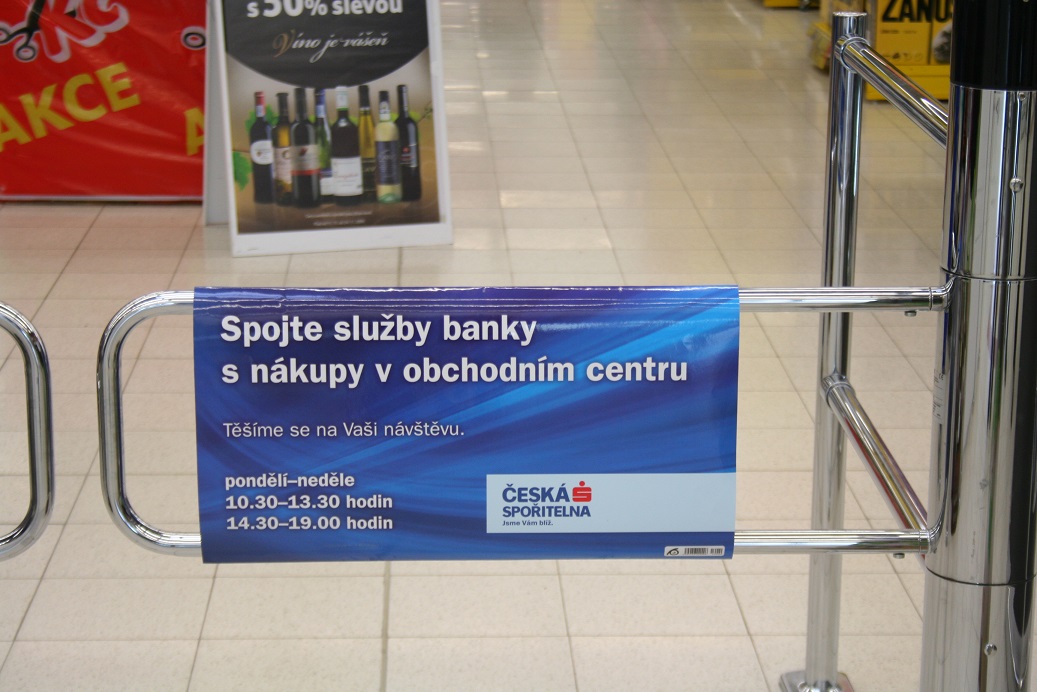 s 50% slevou
Víno je vášeň
AKCE
Spojte služby banky
s nákupy v obchodním centru
Těšíme se na Vaši návštěvu.
pondělí–neděle
10.30–13.30 hodin
14.30–19.00 hodin
ČESKÁ
SPOŘITELNA
Jsme Vám blíž.